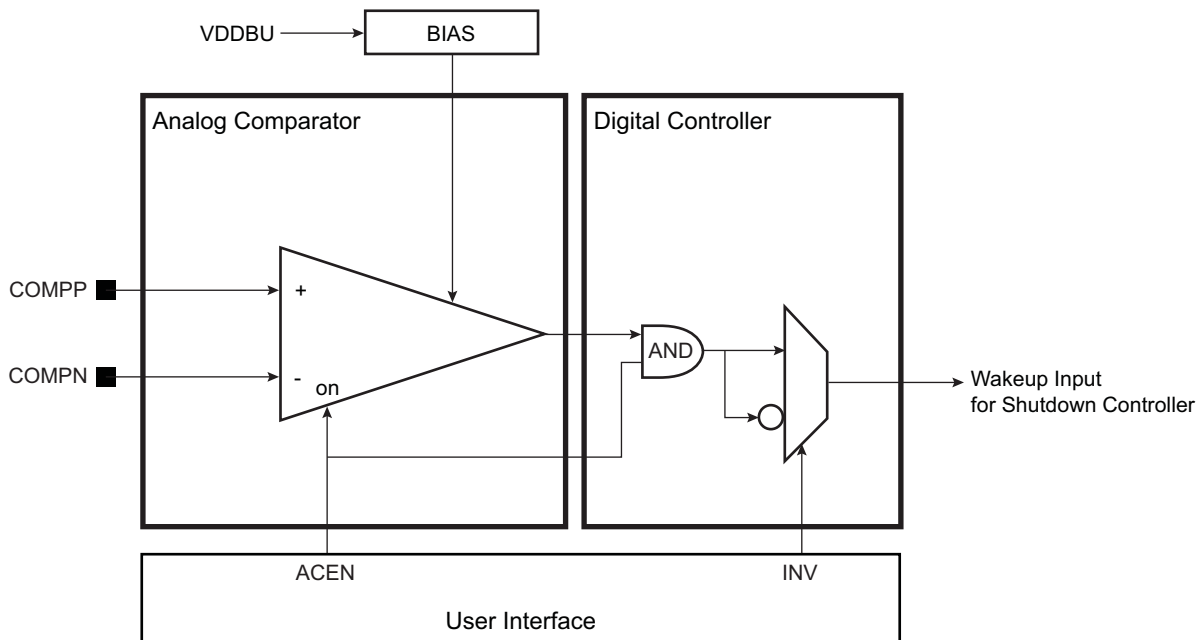 VDDBU
BIAS
Analog Comparator
Digital Controller
COMPP
+
COMPN
-
on
AND
Wakeup Input
for Shutdown Controller
ACEN
INV
User Interface